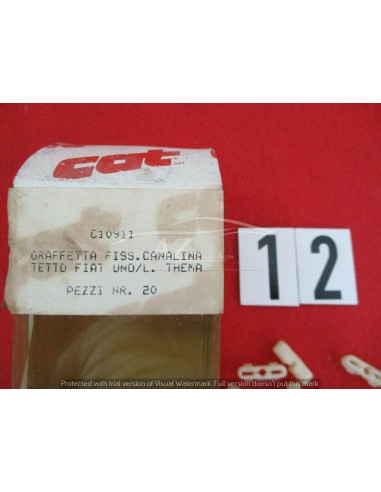 cat
C10911
GRAFFETTA FISS.CANALINA
TETTO FIAT UNO/L. THEMA
PEZZI NR. 20
1 2
Protected with trial version of Visual Watermark. Full version doesn't put this mark.